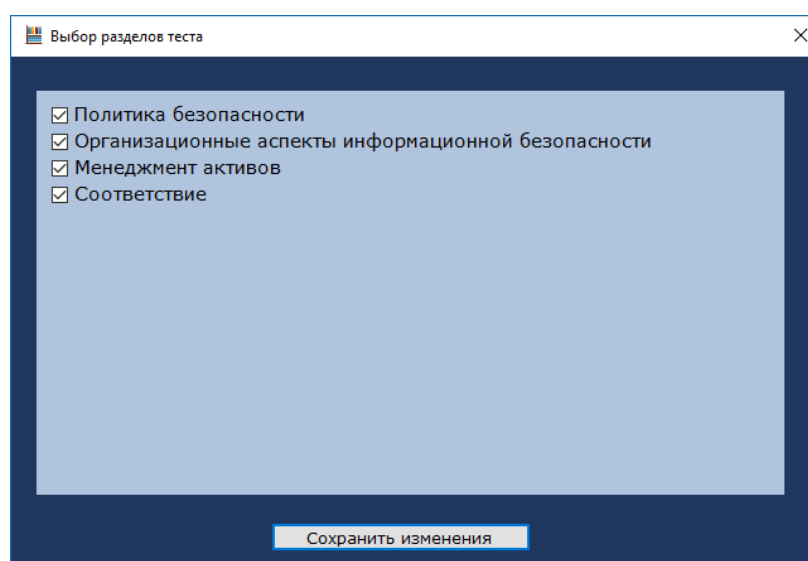 Выбор разделов теста
Политика безопасности
Организационные аспекты информационной безопасности
Менеджмент активов
Соответствие
Сохранить изменения